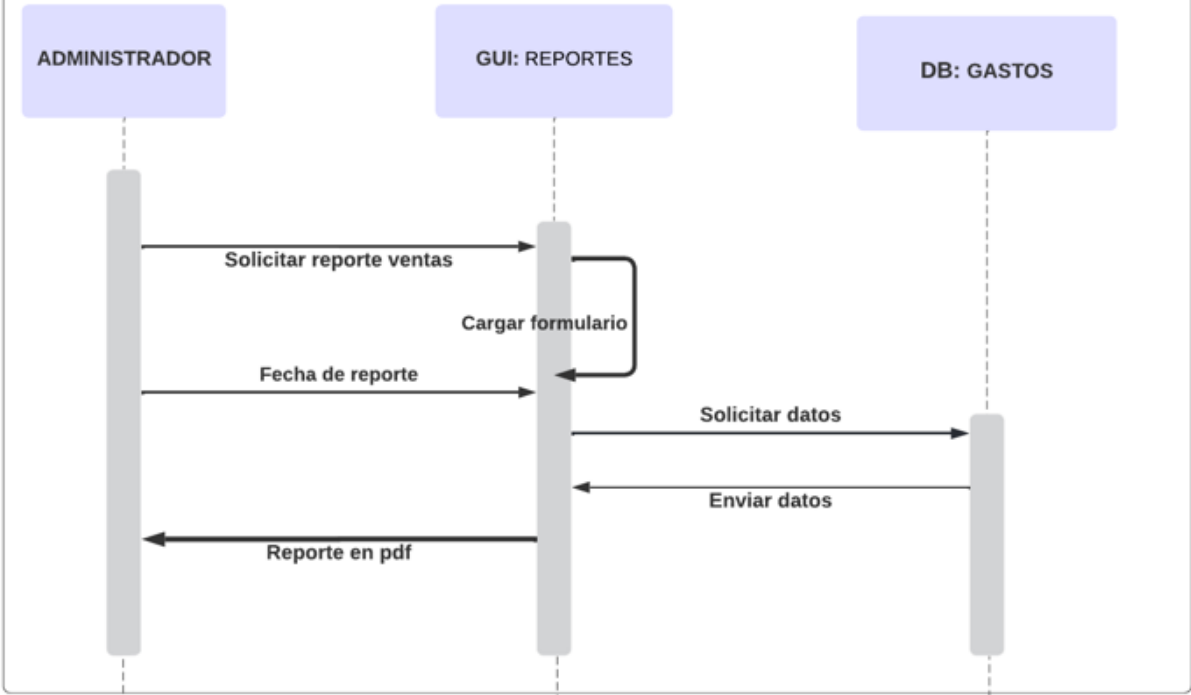 ADMINISTRADOR
GUI: REPORTES
DB: GASTOS
Solicitar reporte ventas
Cargar formulario
Fecha de reporte
Solicitar datos
Enviar datos
Reporte en pdf